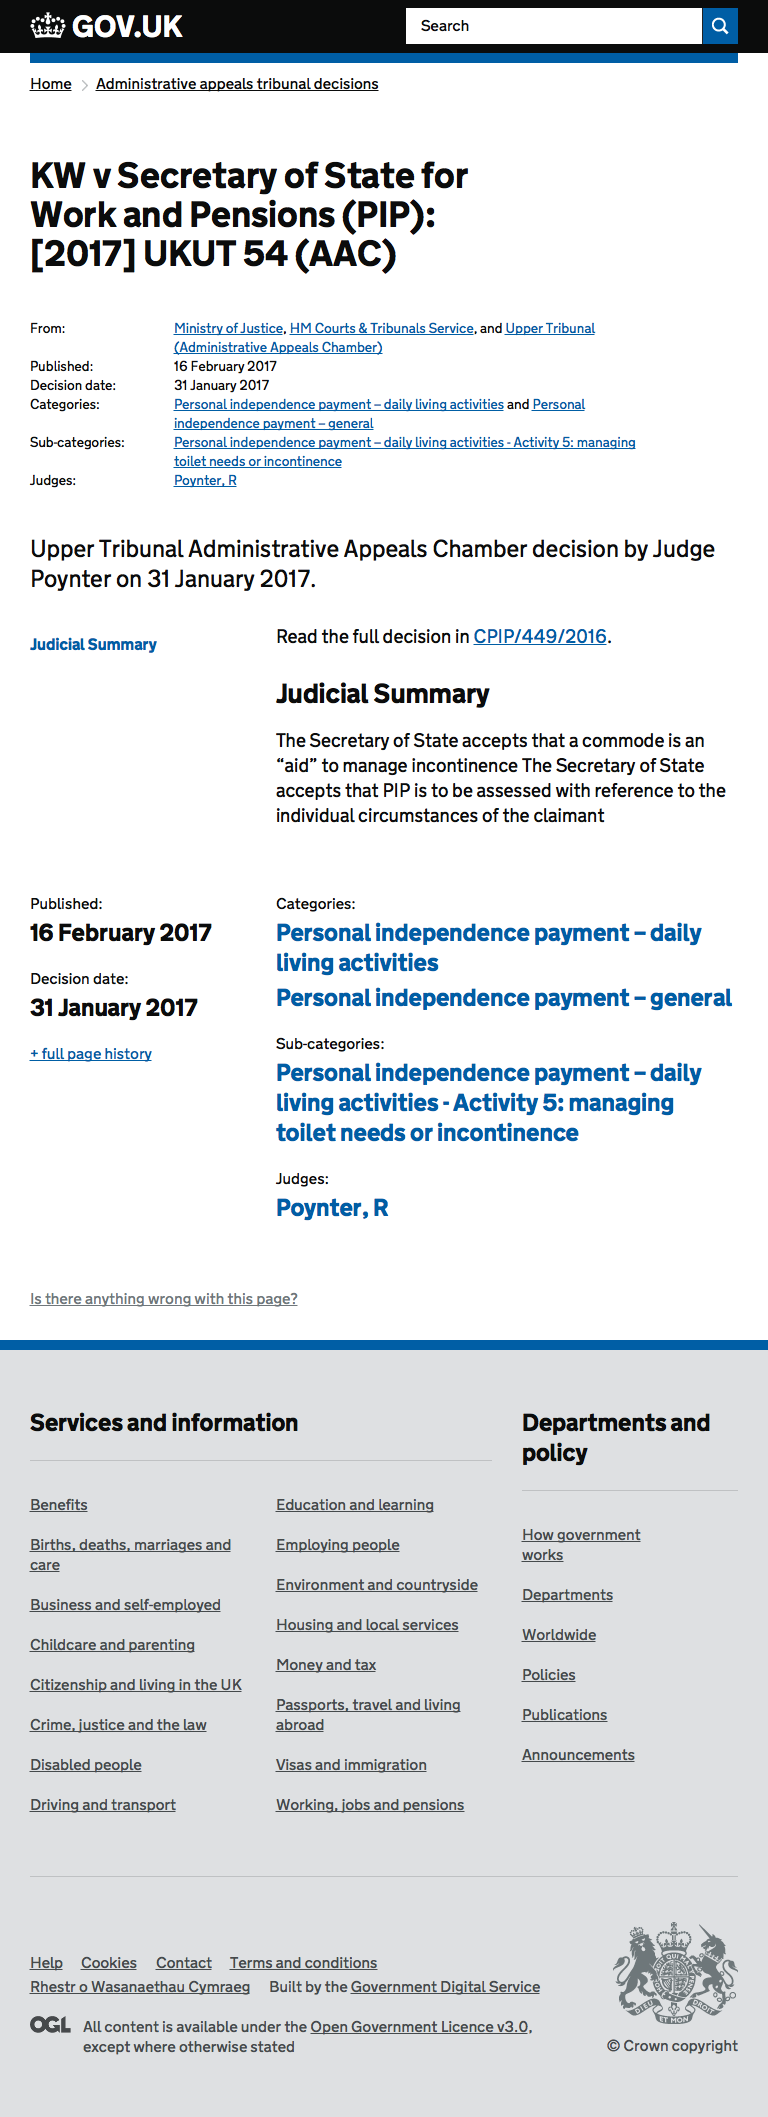 GOV.UK
Search
Home
Administrative appeals tribunal decisions
KW v Secretary of State for
Work and Pensions (PIP):
[2017] UKUT 54 (AAC)
From:
Ministry of Justice, HM Courts & Tribunals Service, and Upper Tribunal
(Administrative Appeals Chamber)
Published:
16 February 2017
Decision date:
31 January 2017
Categories:
Personal independence payment – daily living activities and Personal
independence payment – general
Sub-categories:
Personal independence payment – daily living activities - Activity 5: managing
toilet needs or incontinence
Judges:
Poynter, R
Upper Tribunal Administrative Appeals Chamber decision by Judge
Poynter on 31 January 2017.
Judicial Summary
Read the full decision in CPIP/449/2016.
Judicial Summary
The Secretary of State accepts that a commode is an
“aid” to manage incontinence The Secretary of State
accepts that PIP is to be assessed with reference to the
individual circumstances of the claimant
Published:
16 February 2017
Decision date:
31 January 2017
+ full page history
Categories:
Personal independence payment – daily
living activities
Personal independence payment – general
Sub-categories:
Personal independence payment – daily
living activities - Activity 5: managing
toilet needs or incontinence
Judges:
Poynter, R
Is there anything wrong with this page?
Services and information
Benefits
Births, deaths, marriages and
care
Business and self-employed
Childcare and parenting
Citizenship and living in the UK
Crime, justice and the law
Disabled people
Driving and transport
Education and learning
Employing people
Environment and countryside
Housing and local services
Money and tax
Passports, travel and living
abroad
Visas and immigration
Working, jobs and pensions
Departments and
policy
How government
works
Departments
Worldwide
Policies
Publications
Announcements
Help
Cookies
Contact
Terms and conditions
Rhestr o Wasanaethau Cymraeg
Built by the Government Digital Service
OGL
All content is available under the Open Government Licence v3.0,
except where otherwise stated
DIEU
ET MON
DROIT
© Crown copyright